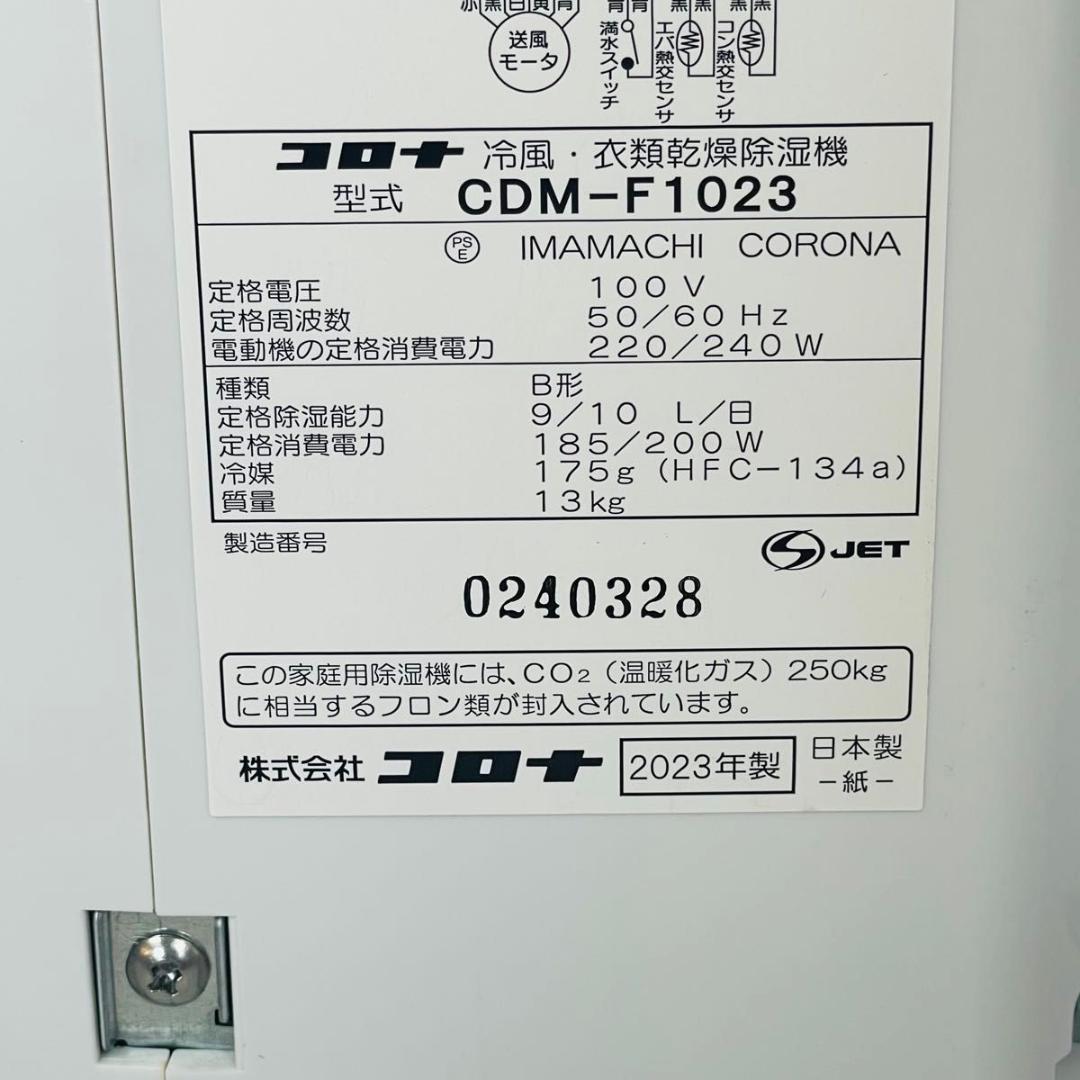 赤黒白黄青 青青 黒黒 黒黒
送風
モータ
満水スイッチ
エバ熱交センサ
コン熱交センサ
コロナ 冷風・衣類乾燥除湿機
型式 CDM-F1023
PSE IMAMACHI CORONA
定格電圧 100V
定格周波数 50/60Hz
電動機の定格消費電力 220/240W
種類 B形
定格除湿能力 9/10 L/日
定格消費電力 185/200W
冷媒 175g(HFC-134a)
質量 13kg
製造番号
S JET
0240328
この家庭用除湿機には、CO₂(温暖化ガス)250kg
に相当するフロン類が封入されています。
株式会社 コロナ 2023年製 日本製
-紙-